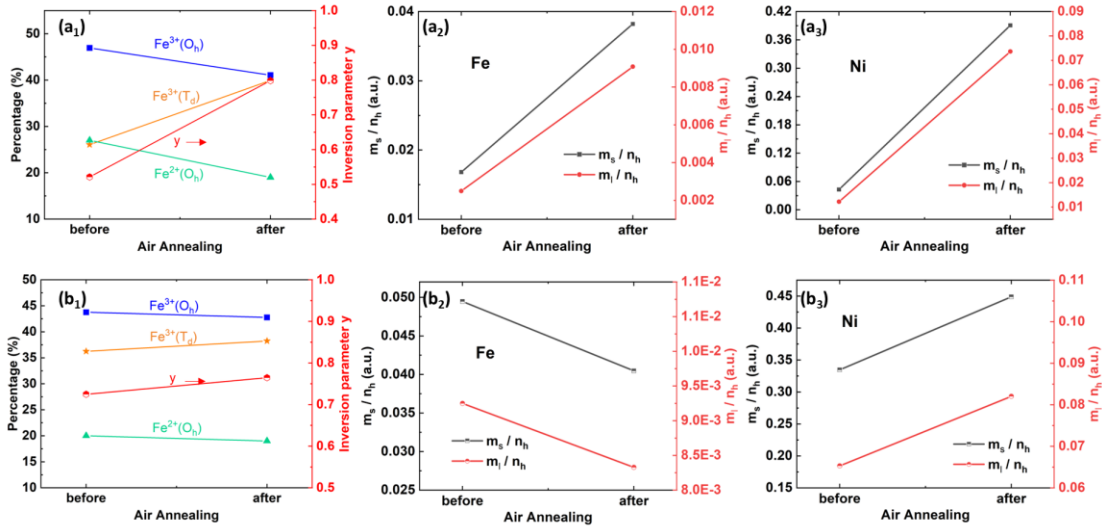 (a₁)
50
40
30
20
10
Percentage (%)
Fe³⁺(Oₕ)
Fe³⁺(T_d)
y
Fe²⁺(Oₕ)
1.0
0.9
0.8
0.7
0.6
0.5
0.4
Inversion parameter y
before
after
Air Annealing
(a₂)
Fe
0.04
0.03
0.02
0.01
mₛ / nₕ (a.u.)
mₛ / nₕ
mₗ / nₕ
0.012
0.010
0.008
0.006
0.004
0.002
mₗ / nₕ (a.u.)
before
after
Air Annealing
(a₃)
Ni
0.42
0.36
0.30
0.24
0.18
0.12
0.06
0.00
mₛ / nₕ (a.u.)
mₛ / nₕ
mₗ / nₕ
0.09
0.08
0.07
0.06
0.05
0.04
0.03
0.02
0.01
mₗ / nₕ (a.u.)
before
after
Air Annealing
(b₁)
50
45
40
35
30
25
20
15
10
Percentage (%)
Fe³⁺(Oₕ)
Fe³⁺(T_d)
y
Fe²⁺(Oₕ)
1.0
0.9
0.8
0.7
0.6
0.5
Inversion parameter y
before
after
Air Annealing
(b₂)
Fe
0.050
0.045
0.040
0.035
0.030
0.025
mₛ / nₕ (a.u.)
mₛ / nₕ
mₗ / nₕ
1.1E-2
1.1E-2
1.0E-2
9.5E-3
9.0E-3
8.5E-3
8.0E-3
mₗ / nₕ (a.u.)
before
after
Air Annealing
(b₃)
Ni
0.45
0.40
0.35
0.30
0.25
0.20
0.15
mₛ / nₕ (a.u.)
mₛ / nₕ
mₗ / nₕ
0.11
0.10
0.09
0.08
0.07
0.06
mₗ / nₕ (a.u.)
before
after
Air Annealing